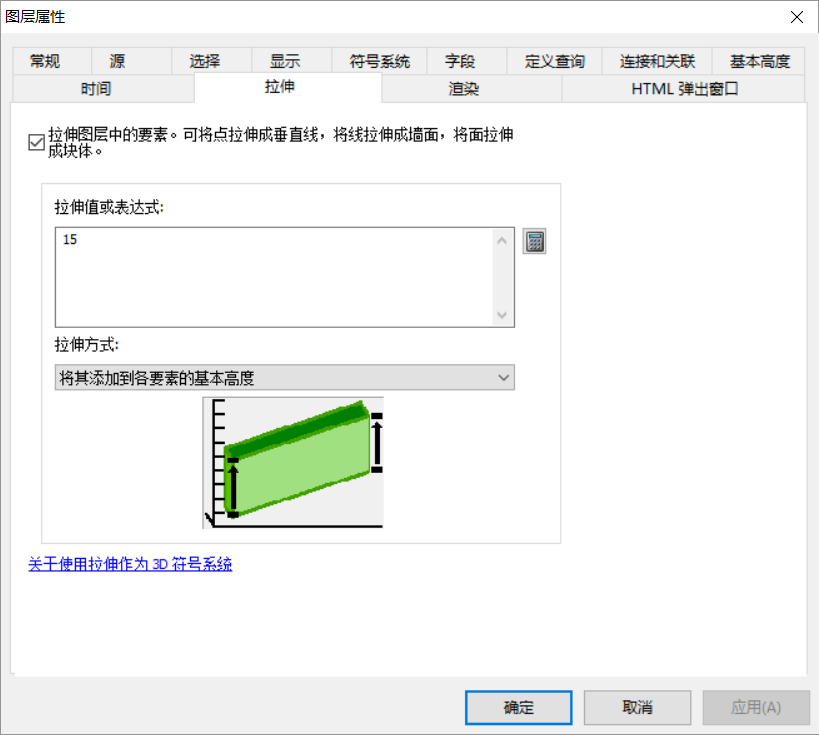 图层属性
常规 源 选择 显示 符号系统 字段 定义查询 连接和关联 基本高度
时间 拉伸 渲染 HTML 弹出窗口
拉伸图层中的要素。可将点拉伸成垂直线，将线拉伸成墙面，将面拉伸
成块体。
拉伸值或表达式:
15
拉伸方式:
将其添加到各要素的基本高度
关于使用拉伸作为 3D 符号系统
确定 取消 应用(A)